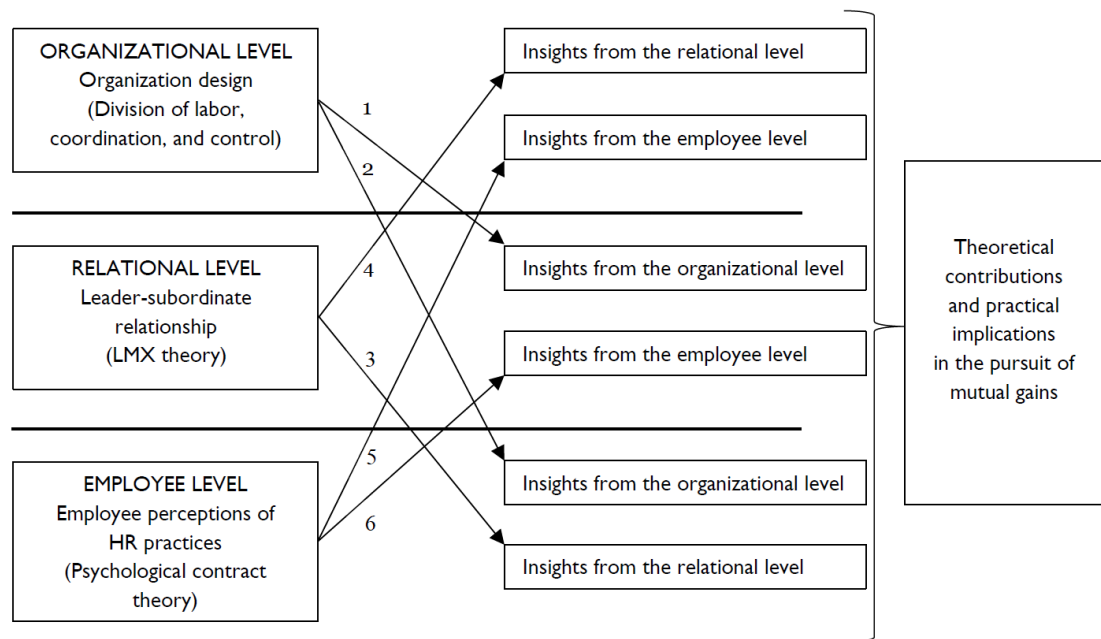 ORGANIZATIONAL LEVEL
Organization design
(Division of labor,
coordination, and control)
RELATIONAL LEVEL
Leader-subordinate
relationship
(LMX theory)
EMPLOYEE LEVEL
Employee perceptions of
HR practices
(Psychological contract
theory)
1
2
4
3
5
6
Insights from the relational level
Insights from the employee level
Insights from the organizational level
Insights from the employee level
Insights from the organizational level
Insights from the relational level
Theoretical
contributions
and practical
implications
in the pursuit of
mutual gains